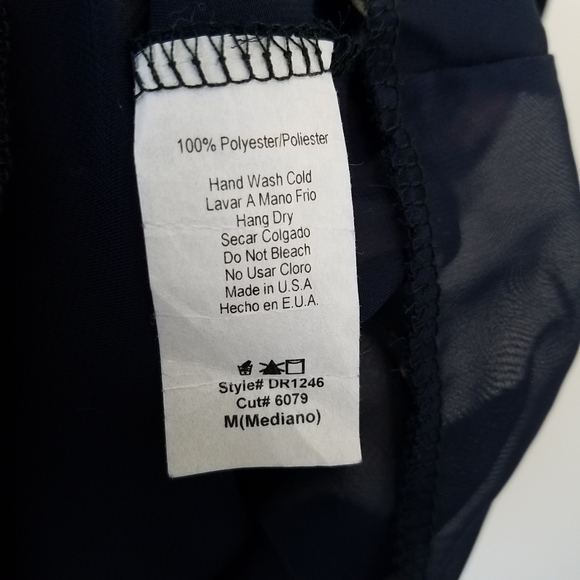 100% Polyester/Poliester
Hand Wash Cold
Lavar A Mano Frio
Hang Dry
Secar Colgado
Do Not Bleach
No Usar Cloro
Made in U.S.A
Hecho en E.U.A.
Style# DR1246
Cut# 6079
M(Mediano)